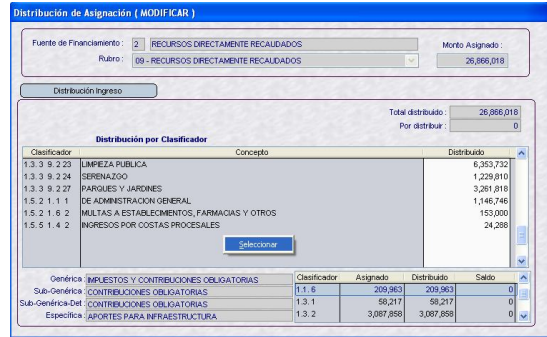 Distribución de Asignación ( MODIFICAR )
Fuente de Financiamiento : 2 RECURSOS DIRECTAMENTE RECAUDADOS Monto Asignado :
Rubro : 09 - RECURSOS DIRECTAMENTE RECAUDADOS 26,866,018
Distribución Ingreso
Total distribuido : 26,866,018
Por distribuir : 0
Distribución por Clasificador
Clasificador Concepto Distribuido
1.3. 3 9. 2 23 LIMPIEZA PUBLICA 6,353,732
1.3. 3 9. 2 24 SERENAZGO 1,229,810
1.3. 3 9. 2 27 PARQUES Y JARDINES 3,261,818
1.5. 2 1. 1 1 DE ADMINISTRACION GENERAL 1,146,746
1.5. 2 1. 6 2 MULTAS A ESTABLECIMIENTOS, FARMACIAS Y OTROS 153,000
1.5. 5 1. 4 2 INGRESOS POR COSTAS PROCESALES 24,288
Seleccionar
Genérica : IMPUESTOS Y CONTRIBUCIONES OBLIGATORIAS Clasificador Asignado Distribuido Saldo
Sub-Genérica : CONTRIBUCIONES OBLIGATORIAS 1.1. 6 209,963 209,963 0
Sub-Genérica-Det : CONTRIBUCIONES OBLIGATORIAS 1.3. 1 58,217 58,217 0
Específica : APORTES PARA INFRAESTRUCTURA 1.3. 2 3,087,858 3,087,858 0